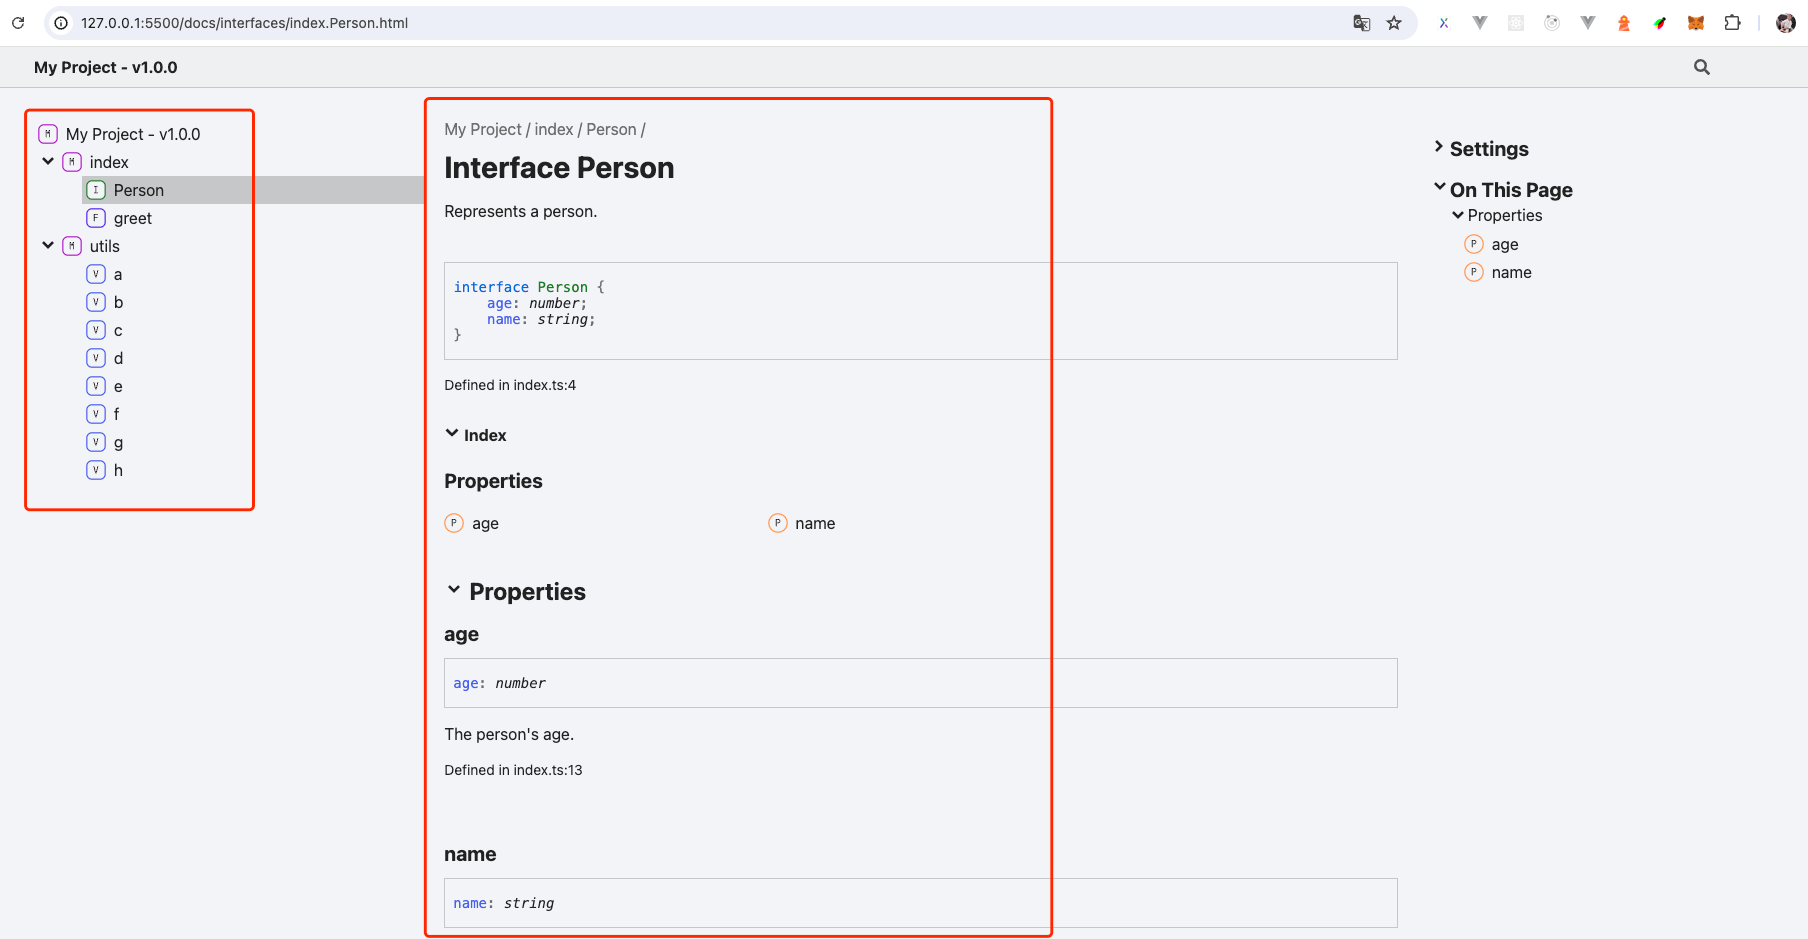 127.0.0.1:5500/docs/interfaces/index.Person.html
My Project - v1.0.0
M My Project - v1.0.0
M index
I Person
F greet
M utils
V a
V b
V c
V d
V e
V f
V g
V h
My Project / index / Person /
Interface Person
Represents a person.
interface Person {
age: number;
name: string;
}
Defined in index.ts:4
Index
Properties
P age
P name
Properties
age
age: number
The person's age.
Defined in index.ts:13
name
name: string
Settings
On This Page
Properties
P age
P name